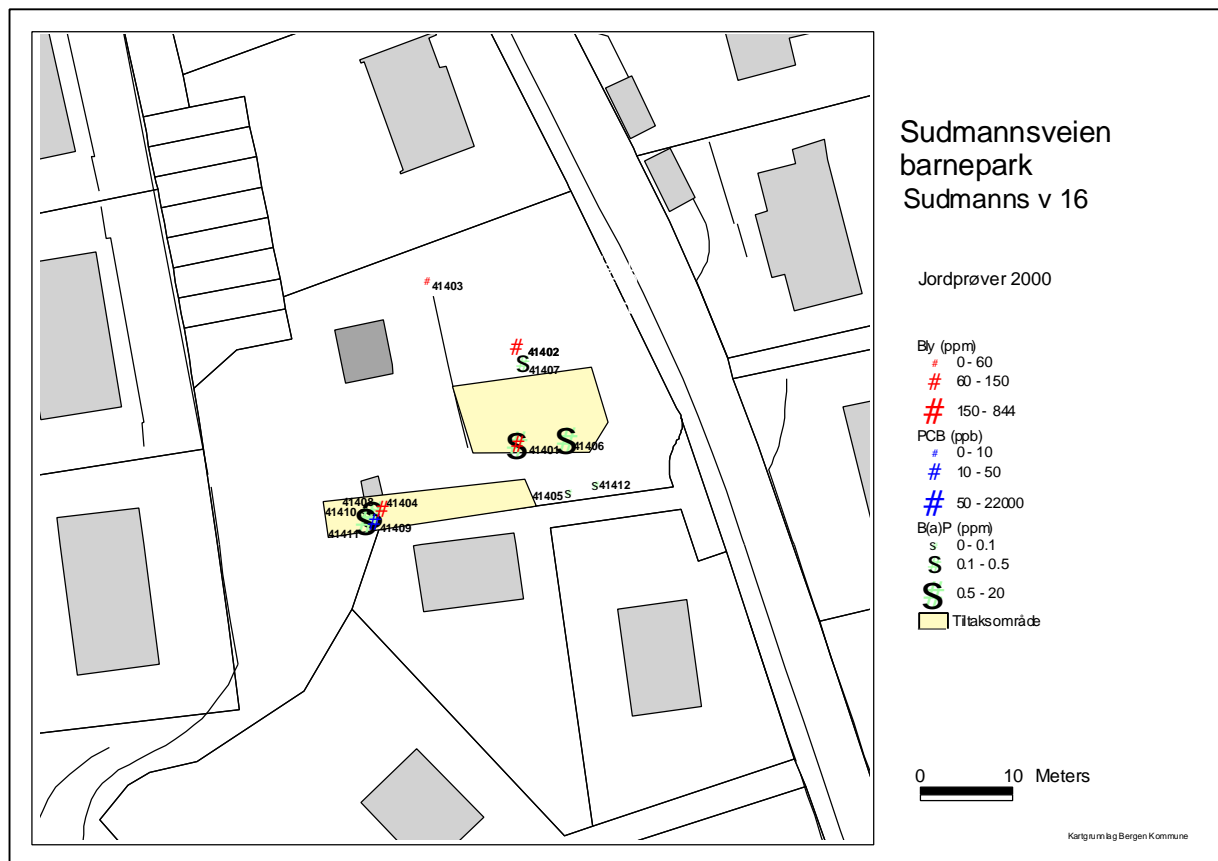 Sudmannsveien
barnepark
Sudmanns v 16
Jordprøver 2000
Bly (ppm)
# 0 - 60
# 60 - 150
# 150 - 844
PCB (ppb)
# 0 - 10
# 10 - 50
# 50 - 22000
B(a)P (ppm)
s 0 - 0.1
s 0.1 - 0.5
s 0.5 - 20
Tiltaksområde
0 10 Meters
Kartgrunnlag Bergen Kommune
# 41403
# 41402
s 41407
s # 41401
s 41406
s 41412
41405 s
41408
# 41404
41410
s # 41409
41411